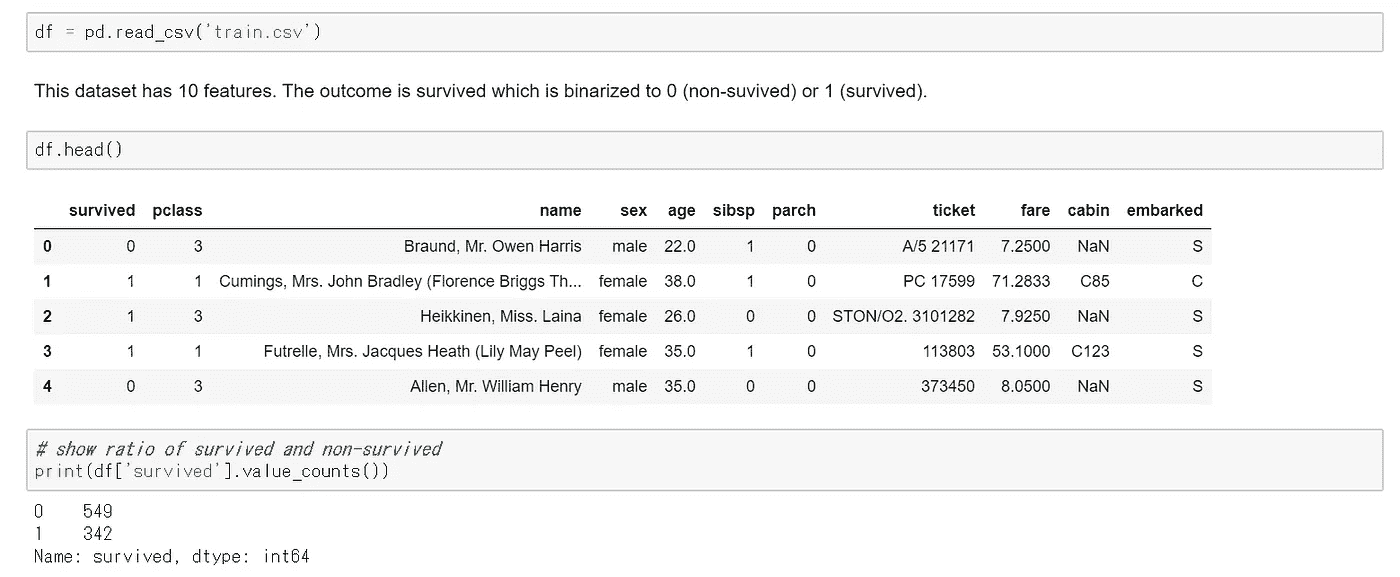 df = pd.read_csv('train.csv')
This dataset has 10 features. The outcome is survived which is binarized to 0 (non-suvived) or 1 (survived).
df.head()
survived pclass name sex age sibsp parch ticket fare cabin embarked
0 0 3 Braund, Mr. Owen Harris male 22.0 1 0 A/5 21171 7.2500 NaN S
1 1 1 Cumings, Mrs. John Bradley (Florence Briggs Th... female 38.0 1 0 PC 17599 71.2833 C85 C
2 1 3 Heikkinen, Miss. Laina female 26.0 0 0 STON/O2. 3101282 7.9250 NaN S
3 1 1 Futrelle, Mrs. Jacques Heath (Lily May Peel) female 35.0 1 0 113803 53.1000 C123 S
4 0 3 Allen, Mr. William Henry male 35.0 0 0 373450 8.0500 NaN S
# show ratio of survived and non-survived
print(df['survived'].value_counts())
0 549
1 342
Name: survived, dtype: int64